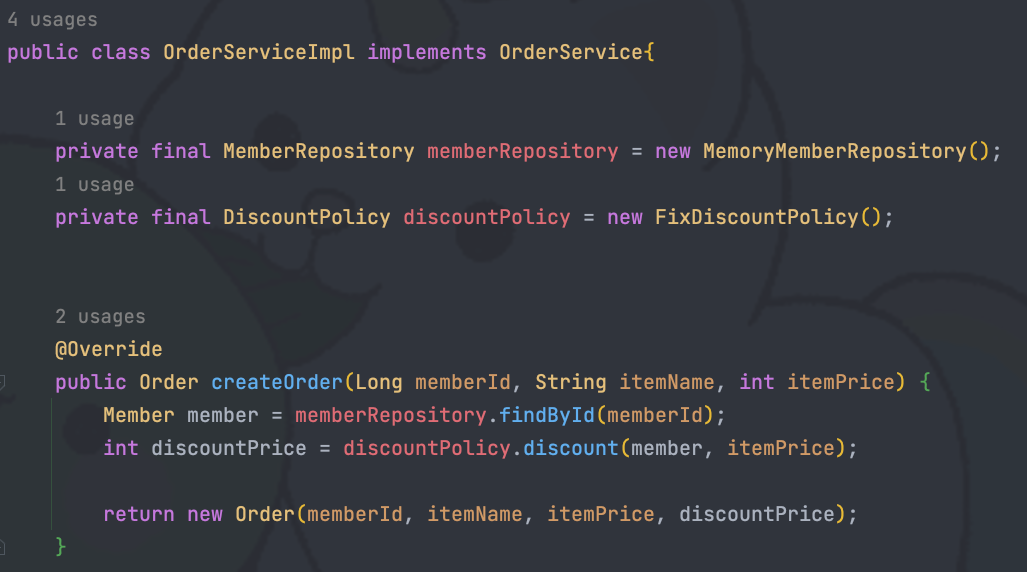 4 usages
public class OrderServiceImpl implements OrderService{
1 usage
private final MemberRepository memberRepository = new MemoryMemberRepository();
1 usage
private final DiscountPolicy discountPolicy = new FixDiscountPolicy();
2 usages
@Override
public Order createOrder(Long memberId, String itemName, int itemPrice) {
Member member = memberRepository.findById(memberId);
int discountPrice = discountPolicy.discount(member, itemPrice);
return new Order(memberId, itemName, itemPrice, discountPrice);
}